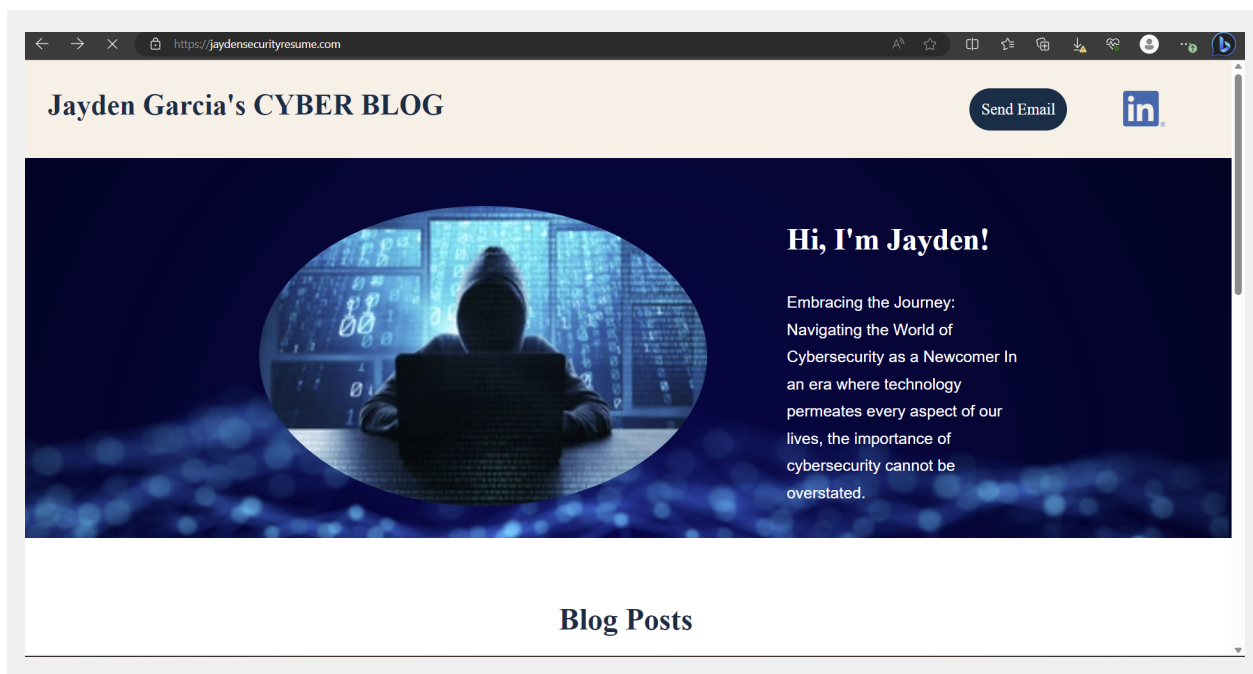 https://jaydensecurityresume.com
Jayden Garcia's CYBER BLOG
Send Email
in
Hi, I'm Jayden!
Embracing the Journey:
Navigating the World of
Cybersecurity as a Newcomer In
an era where technology
permeates every aspect of our
lives, the importance of
cybersecurity cannot be
overstated.
Blog Posts